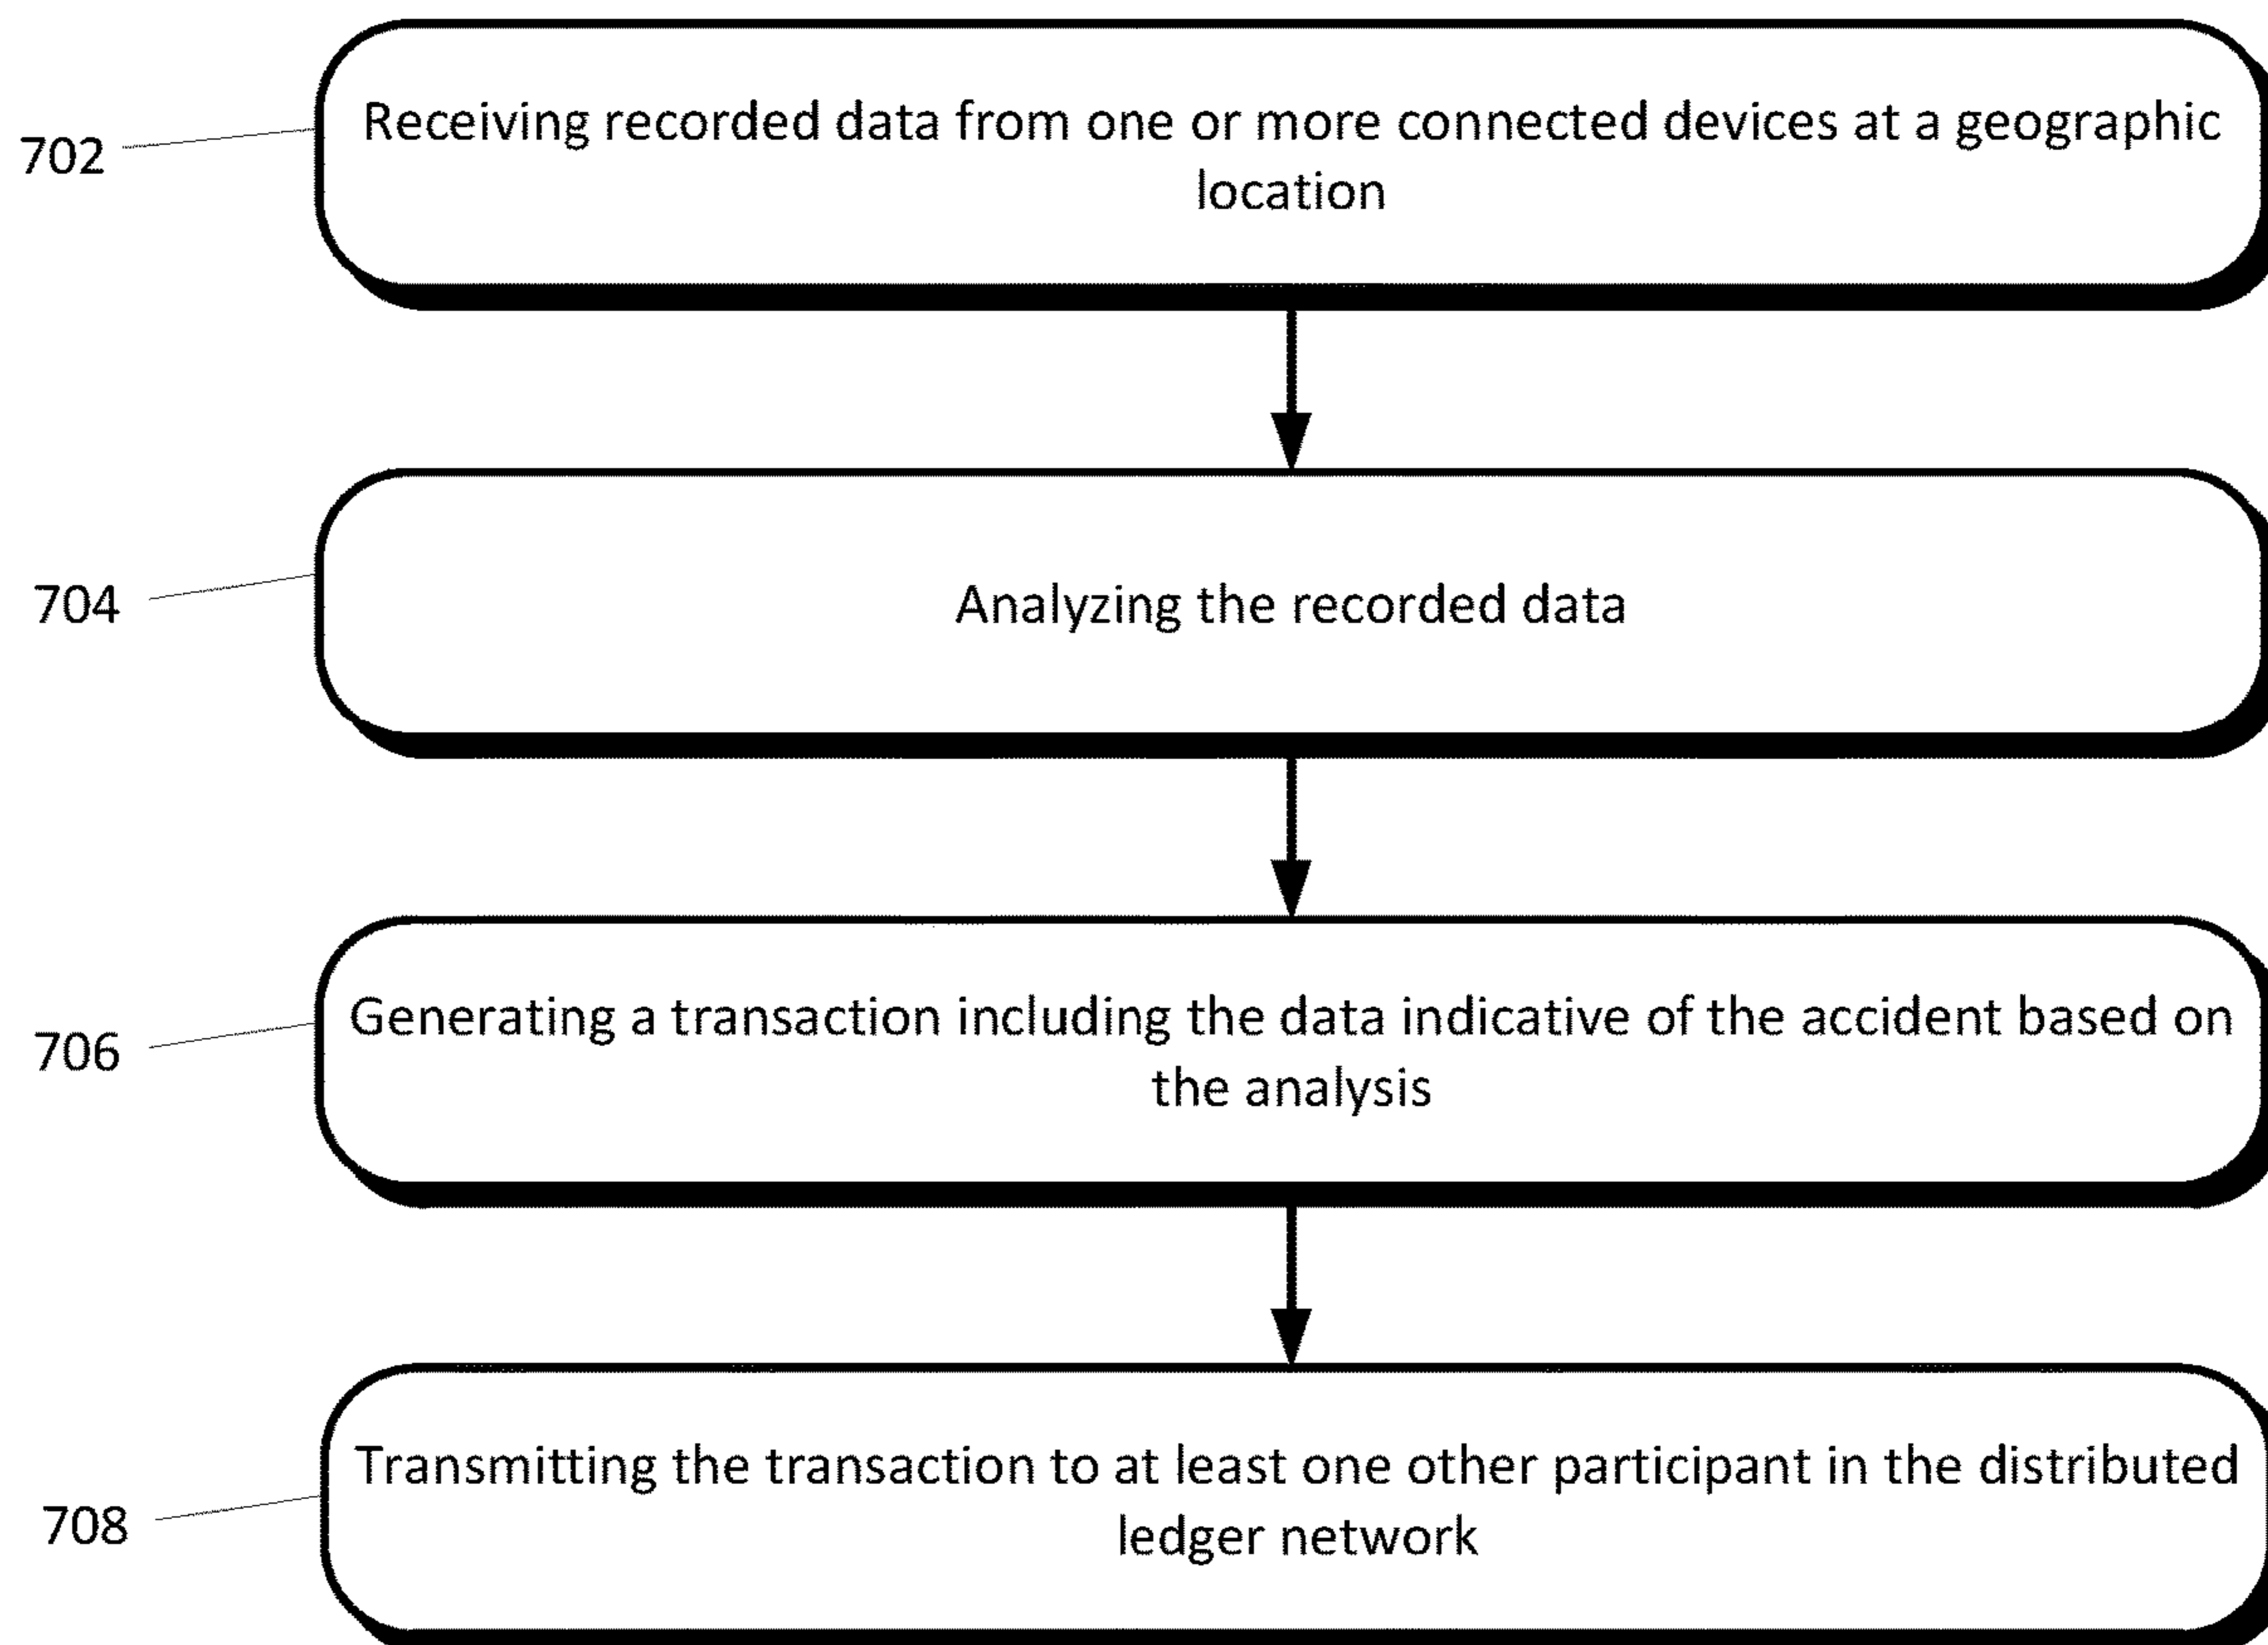 702
Receiving recorded data from one or more connected devices at a geographic
location
704
Analyzing the recorded data
706
Generating a transaction including the data indicative of the accident based on
the analysis
708
Transmitting the transaction to at least one other participant in the distributed
ledger network